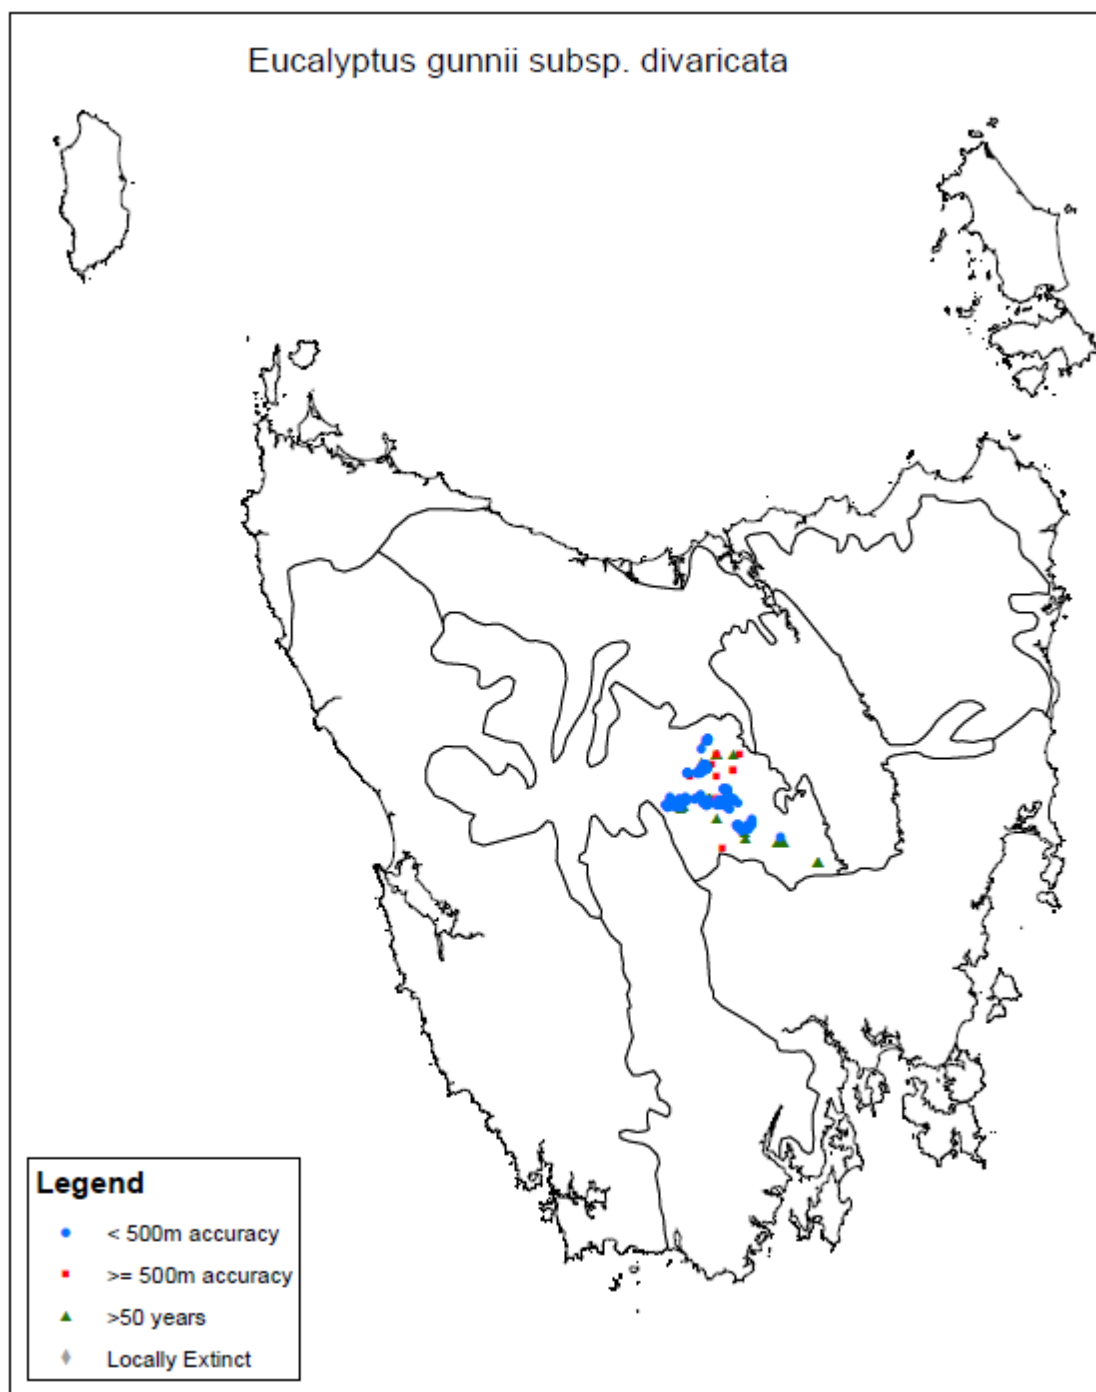 Eucalyptus gunnii subsp. divaricata
Legend
< 500m accuracy
>= 500m accuracy
>50 years
Locally Extinct